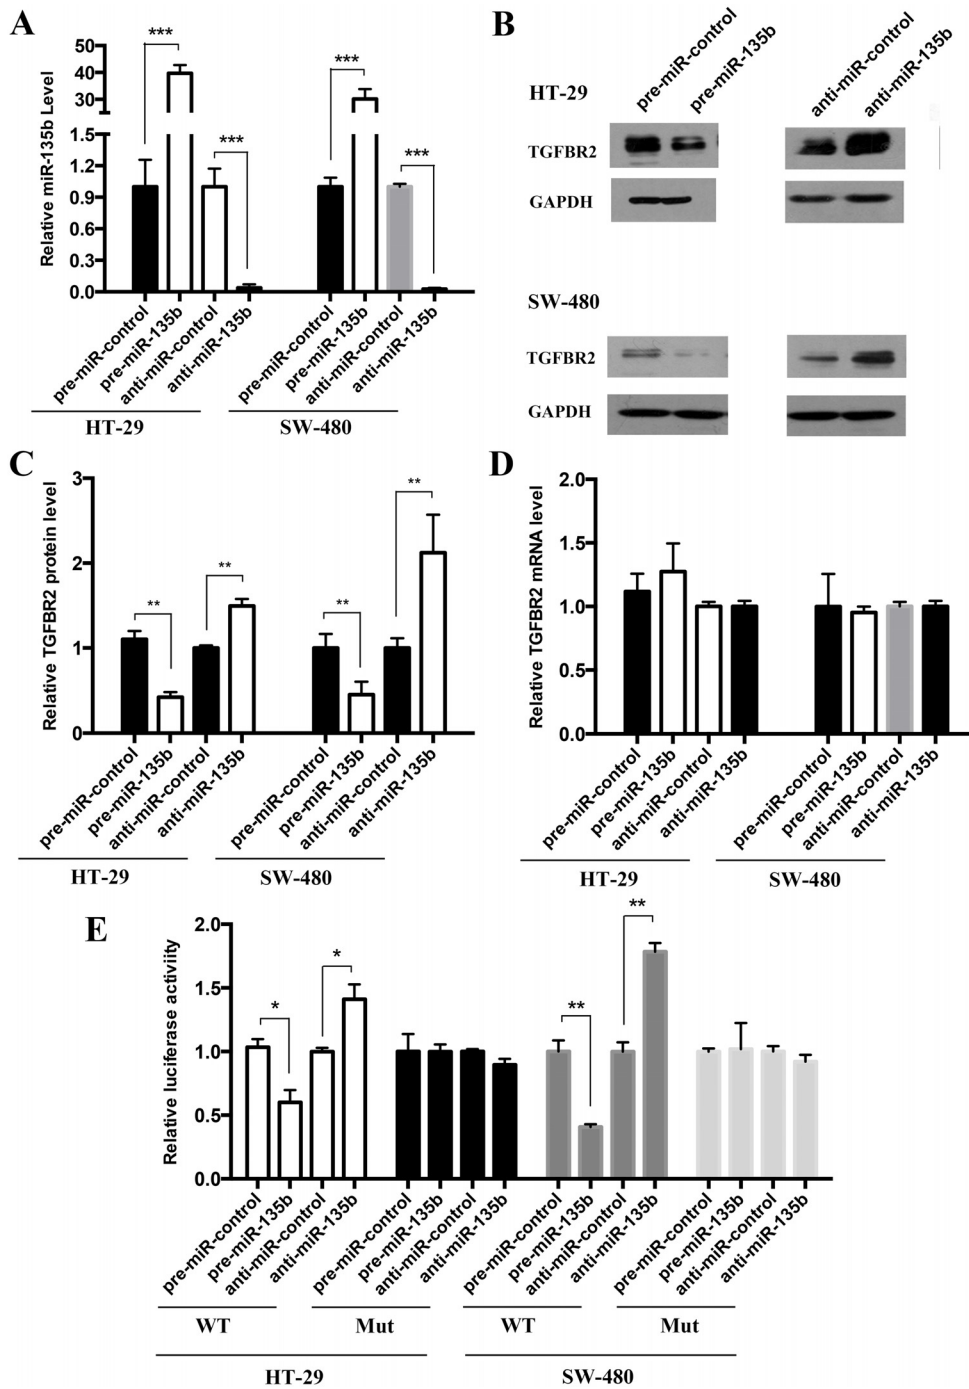 A
Relative miR-135b Level
50
40
30
1.5
1.2
0.9
0.6
0.3
0.0
***
***
***
***
pre-miR-control
pre-miR-135b
anti-miR-control
anti-miR-135b
pre-miR-control
pre-miR-135b
anti-miR-control
anti-miR-135b
HT-29
SW-480
B
pre-miR-control
pre-miR-135b
anti-miR-control
anti-miR-135b
HT-29
TGFBR2
GAPDH
SW-480
TGFBR2
GAPDH
C
Relative TGFBR2 protein level
3
2
1
0
**
**
**
**
pre-miR-control
pre-miR-135b
anti-miR-control
anti-miR-135b
pre-miR-control
pre-miR-135b
anti-miR-control
anti-miR-135b
HT-29
SW-480
D
Relative TGFBR2 mRNA level
2.0
1.5
1.0
0.5
0.0
pre-miR-control
pre-miR-135b
anti-miR-control
anti-miR-135b
pre-miR-control
pre-miR-135b
anti-miR-control
anti-miR-135b
HT-29
SW-480
E
Relative luciferase activiity
2.0
1.5
1.0
0.5
0.0
*
*
**
**
pre-miR-control
pre-miR-135b
anti-miR-control
anti-miR-135b
pre-miR-control
pre-miR-135b
anti-miR-control
anti-miR-135b
pre-miR-control
pre-miR-135b
anti-miR-control
anti-miR-135b
pre-miR-control
pre-miR-135b
anti-miR-control
anti-miR-135b
WT
Mut
WT
Mut
HT-29
SW-480